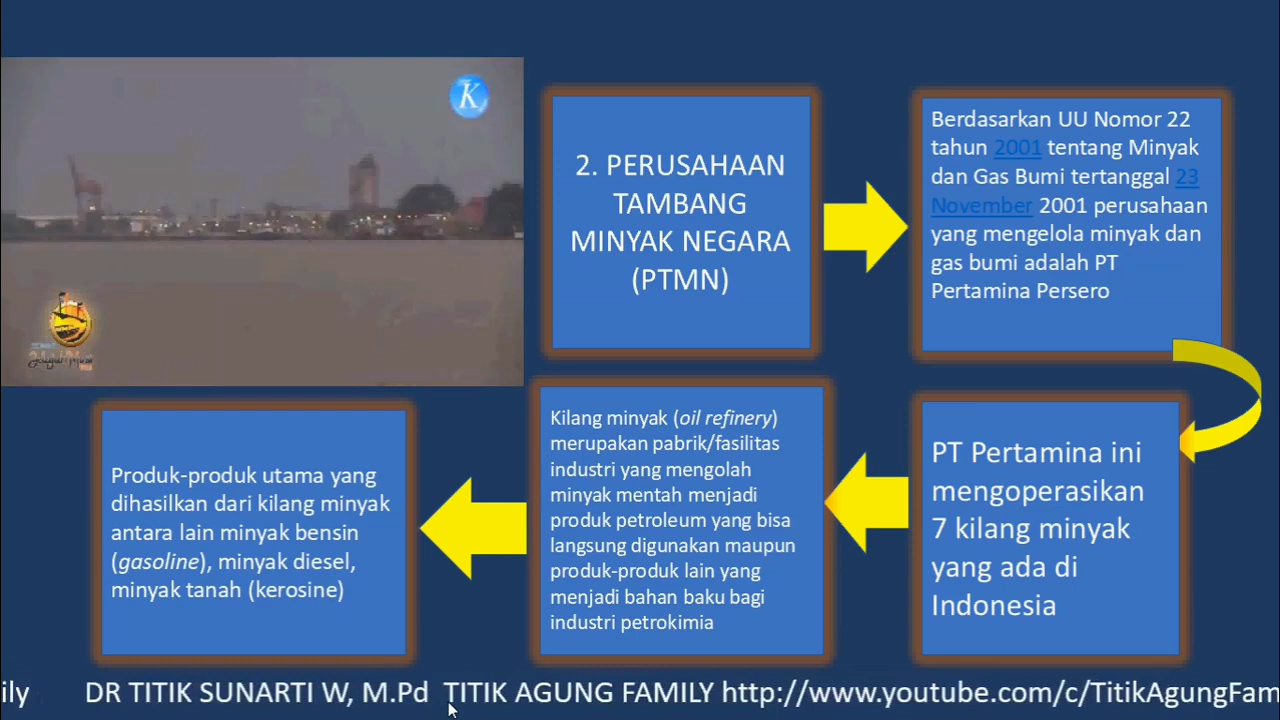 K
2. PERUSAHAAN
TAMBANG
MINYAK NEGARA
(PTMN)
Berdasarkan UU Nomor 22
tahun 2001 tentang Minyak
dan Gas Bumi tertanggal 23
November 2001 perusahaan
yang mengelola minyak dan
gas bumi adalah PT
Pertamina Persero
PT Pertamina ini
mengoperasikan
7 kilang minyak
yang ada di
Indonesia
Kilang minyak (oil refinery)
merupakan pabrik/fasilitas
industri yang mengolah
minyak mentah menjadi
produk petroleum yang bisa
langsung digunakan maupun
produk-produk lain yang
menjadi bahan baku bagi
industri petrokimia
Produk-produk utama yang
dihasilkan dari kilang minyak
antara lain minyak bensin
(gasoline), minyak diesel,
minyak tanah (kerosine)
ily DR TITIK SUNARTI W, M.Pd TITIK AGUNG FAMILY http://www.youtube.com/c/TitikAgungFam